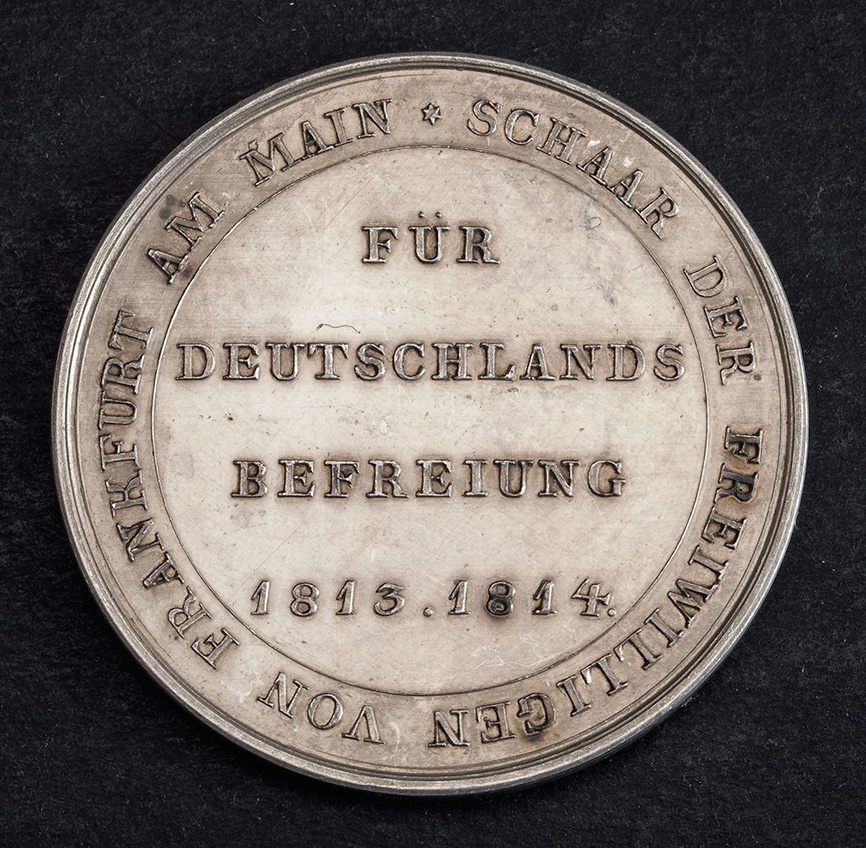 SCHAAR DER FREIWILLIGEN VON FRANKFURT AM MAIN *
FÜR
DEUTSCHLANDS
BEFREIUNG
1813.1814.